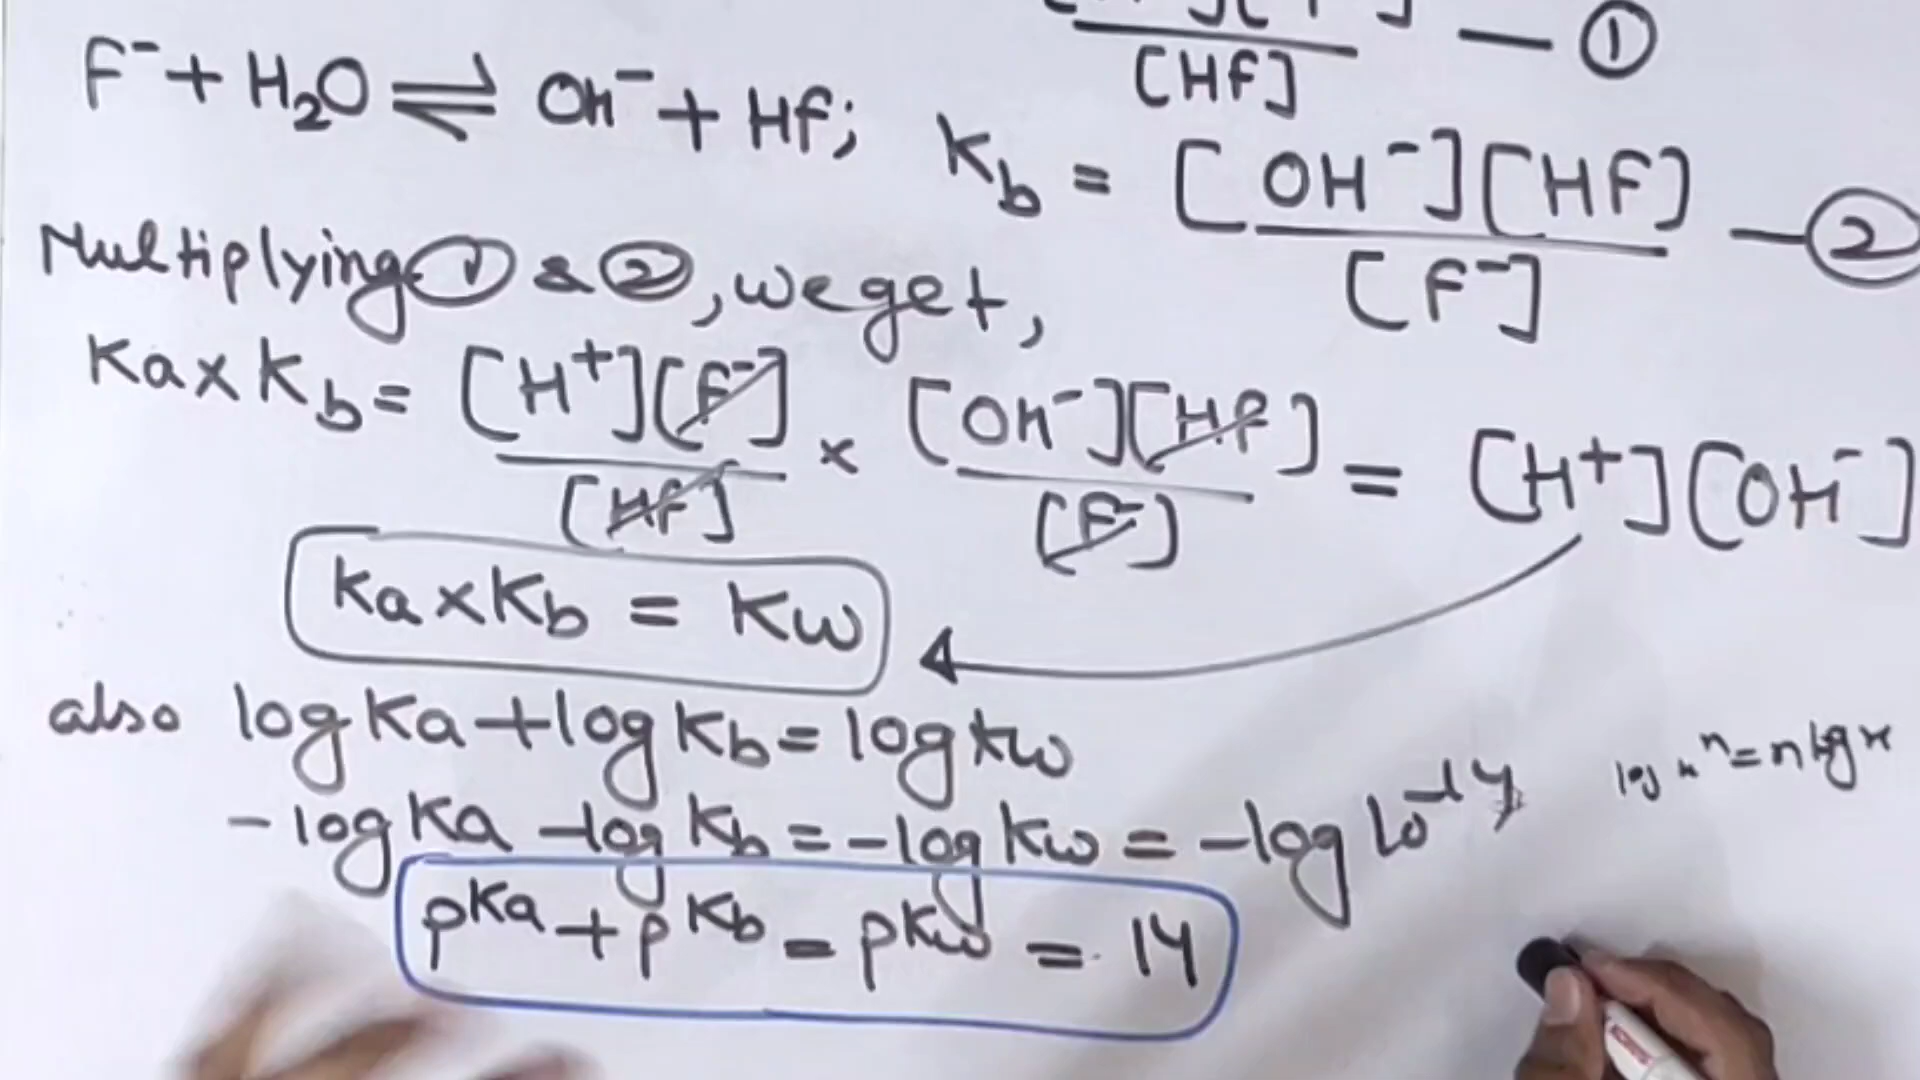 [HF] — ①
F⁻ + H₂O ⇌ OH⁻ + HF; Kb = [OH⁻][HF] / [F⁻] — ②
Multiplying ① & ②, we get,
Ka x Kb = [H⁺][F⁻] / [HF] x [OH⁻][HF] / [F⁻] = [H⁺][OH⁻]
Ka x Kb = Kw
also log Ka + log Kb = log Kw
log xⁿ = n log x
- log Ka - log Kb = - log Kw = - log 10⁻¹⁴
pKa + pKb = pKw = 14